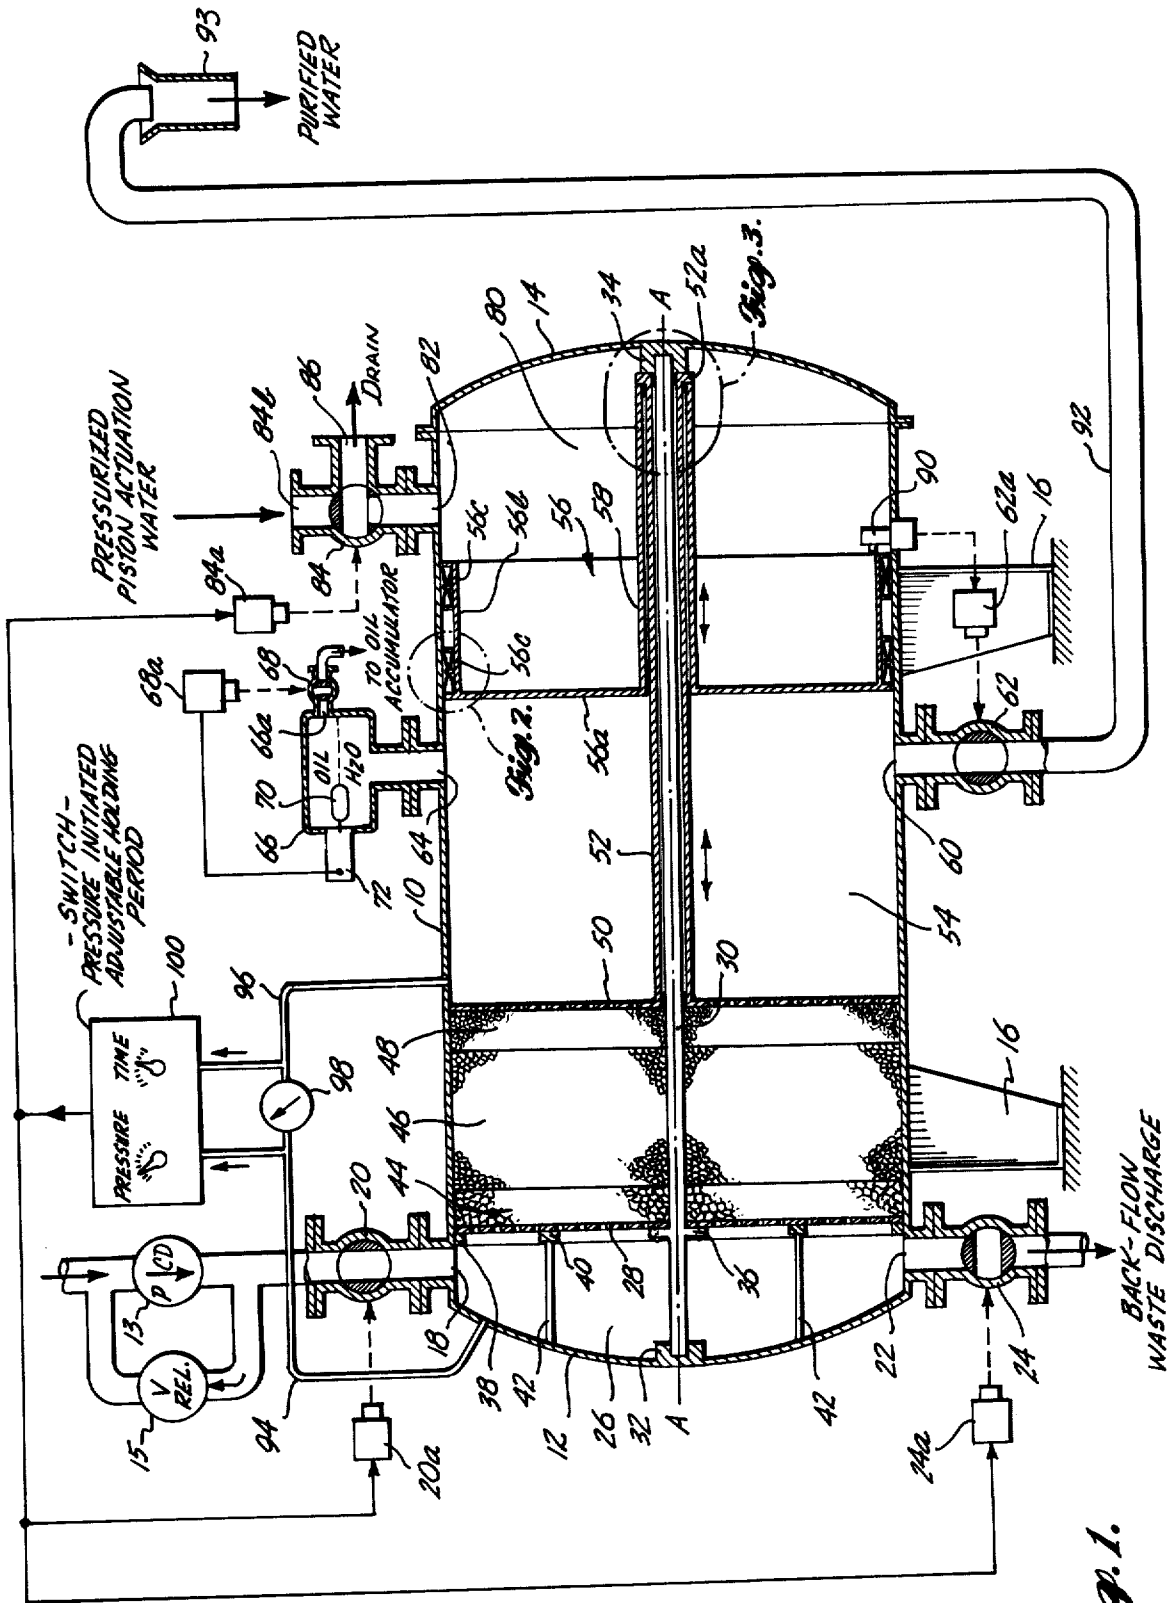 - SWITCH -
PRESSURE INITIATED
ADJUSTABLE HOLDING
PERIOD
100
PRESSURE TIME
96
98
94
P CD
13
V
REL.
15
20
20a
18
38
42
12
26
32
A
28
40
36
42
22
24
24a
BACK-FLOW
WASTE DISCHARGE
44
46
48
50
30
16
10
52
54
64
72
66
70
OIL
H2O
66a
68
68a
TO OIL
ACCUMULATOR
Fig. 2.
56a
56c
56
56b
56c
58
84a
PRESSURIZED
PISTON ACTUATION
WATER
84
84b
86
DRAIN
82
80
14
34
A
52a
Fig. 3.
90
62a
16
62
60
92
93
PURIFIED
WATER
1.